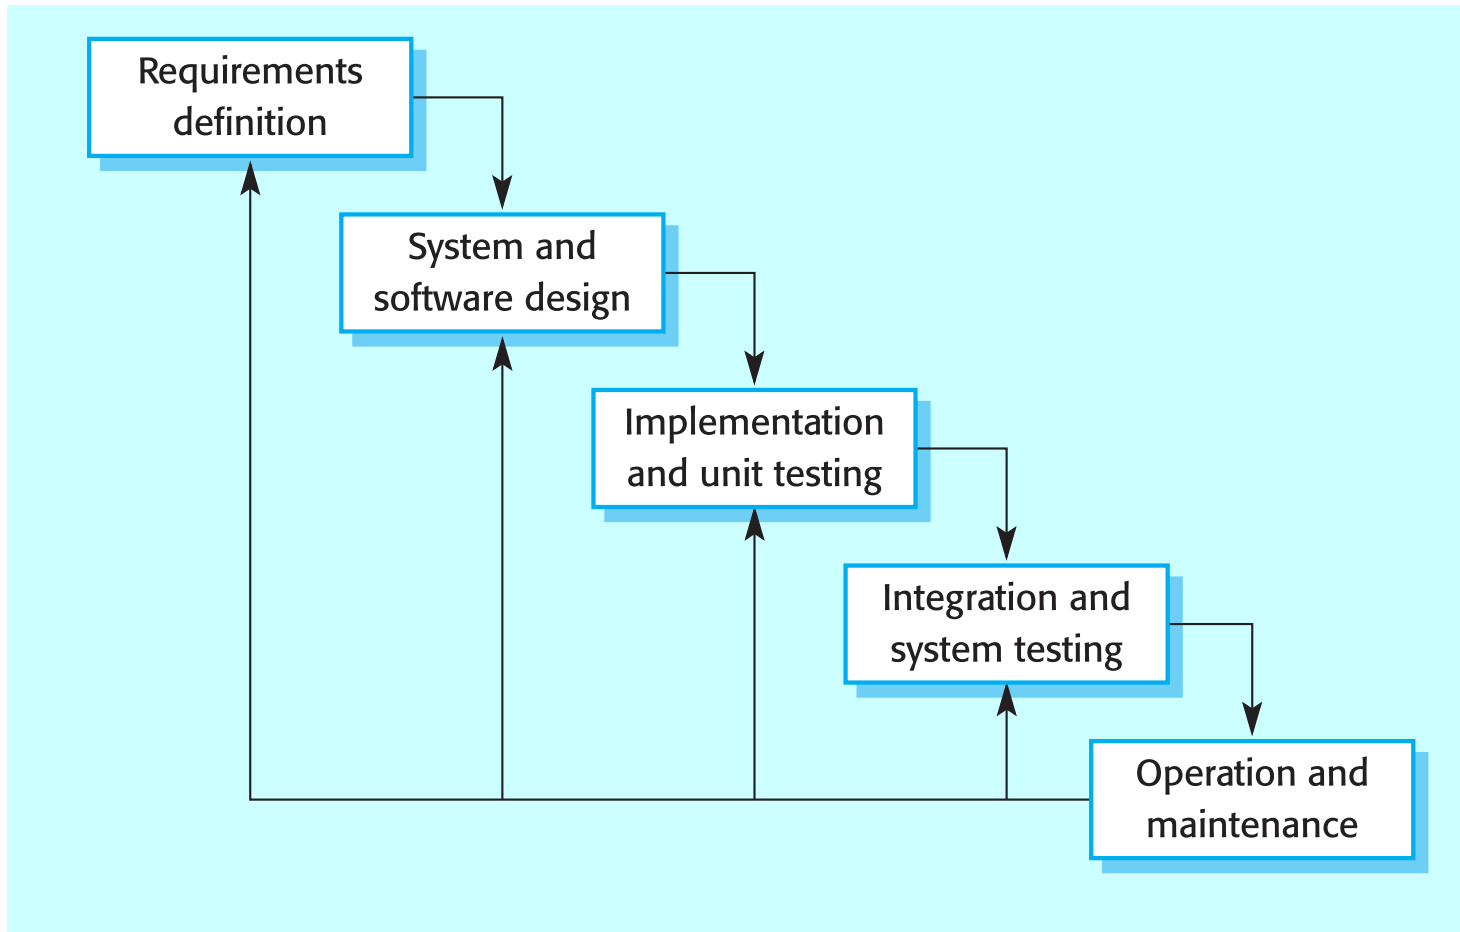 Requirements
definition
System and
software design
Implementation
and unit testing
Integration and
system testing
Operation and
maintenance